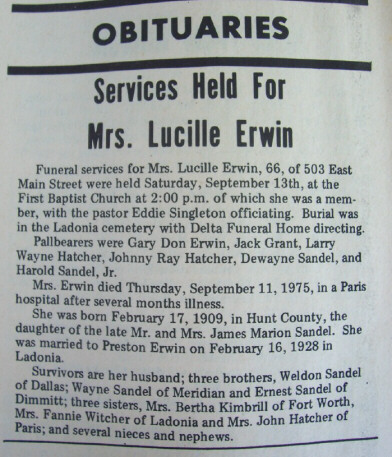 OBITUARIES
Services Held For
Mrs. Lucille Erwin
Funeral services for Mrs. Lucille Erwin, 66, of 503 East
Main Street were held Saturday, September 13th, at the
First Baptist Church at 2:00 p.m. of which she was a mem-
ber, with the pastor Eddie Singleton officiating. Burial was
in the Ladonia cemetery with Delta Funeral Home directing.
Pallbearers were Gary Don Erwin, Jack Grant, Larry
Wayne Hatcher, Johnny Ray Hatcher, Dewayne Sandel, and
Harold Sandel, Jr.
Mrs. Erwin died Thursday, September 11, 1975, in a Paris
hospital after several months illness.
She was born February 17, 1909, in Hunt County, the
daughter of the late Mr. and Mrs. James Marion Sandel. She
was married to Preston Erwin on February 16, 1928 in
Ladonia.
Survivors are her husband; three brothers, Weldon Sandel
of Dallas; Wayne Sandel of Meridian and Ernest Sandel of
Dimmitt; three sisters, Mrs. Bertha Kimbrill of Fort Worth,
Mrs. Fannie Witcher of Ladonia and Mrs. John Hatcher of
Paris; and several nieces and nephews.